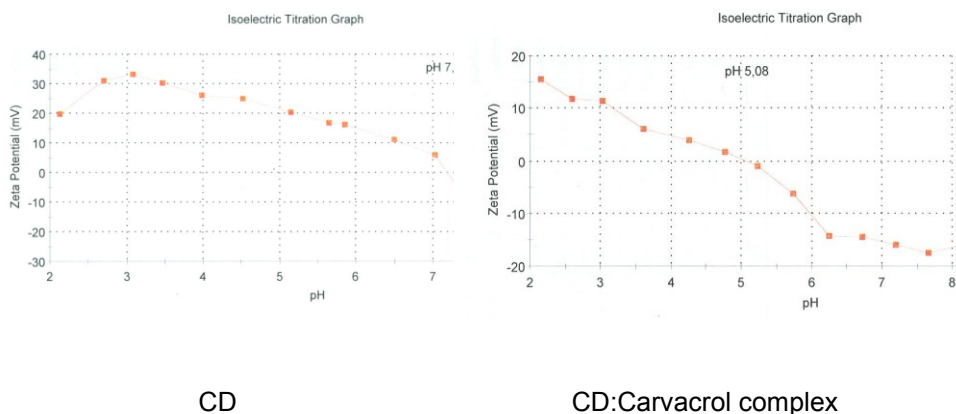 Isoelectric Titration Graph
40
30
20
10
0
-10
-20
-30
Zeta Potential (mV)
pH 7,
2 3 4 5 6 7
pH
Isoelectric Titration Graph
20
10
0
-10
-20
Zeta Potential (mV)
pH 5,08
2 3 4 5 6 7 8
pH
CD
CD:Carvacrol complex